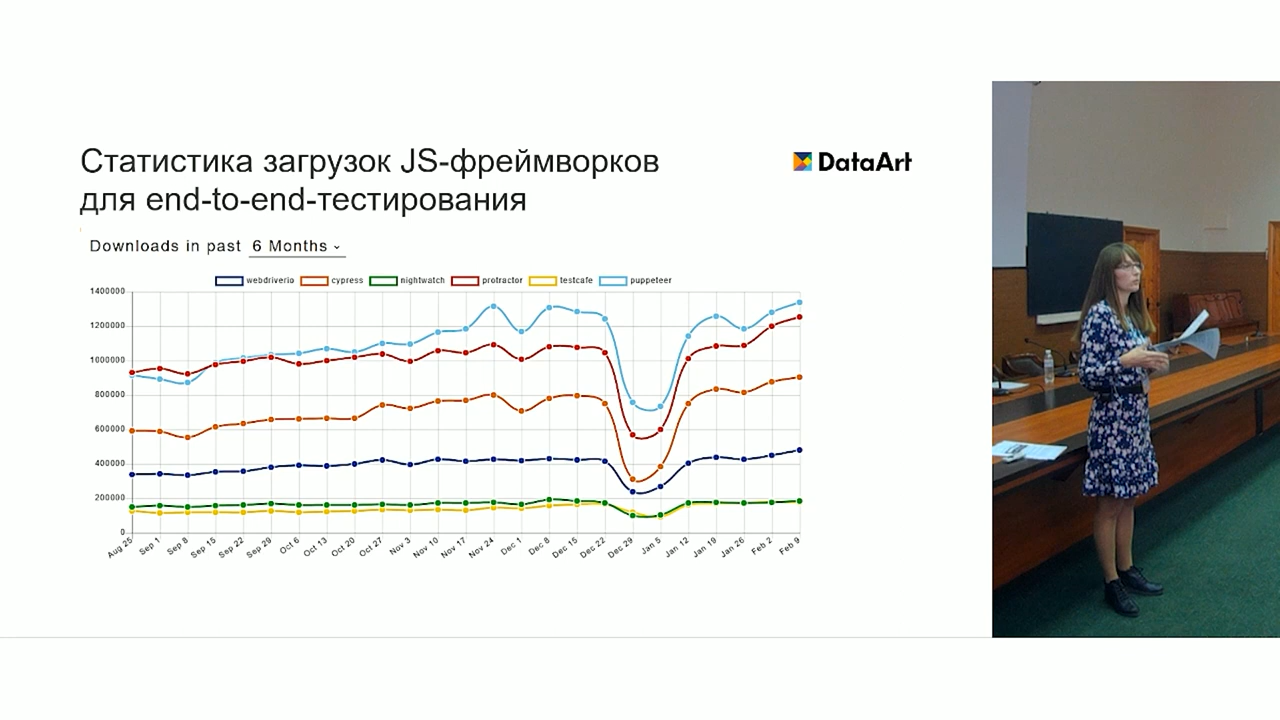 Статистика загрузок JS-фреймворков
для end-to-end-тестирования
DataArt
Downloads in past 6 Months
webdriverio cypress nightwatch protractor testcafe puppeteer
1400000
1200000
1000000
800000
600000
400000
200000
0
Aug 25 Sep 1 Sep 8 Sep 15 Sep 22 Sep 29 Oct 6 Oct 13 Oct 20 Oct 27 Nov 3 Nov 10 Nov 17 Nov 24 Dec 1 Dec 8 Dec 15 Dec 22 Dec 29 Jan 5 Jan 12 Jan 19 Jan 26 Feb 2 Feb 9